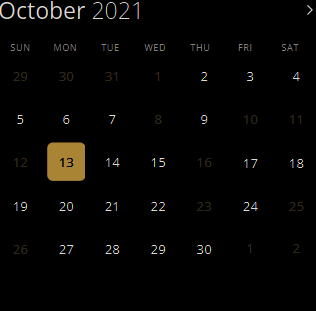 October 2021
SUN MON TUE WED THU FRI SAT
29 30 31 1 2 3 4
5 6 7 8 9 10 11
12 13 14 15 16 17 18
19 20 21 22 23 24 25
26 27 28 29 30 1 2